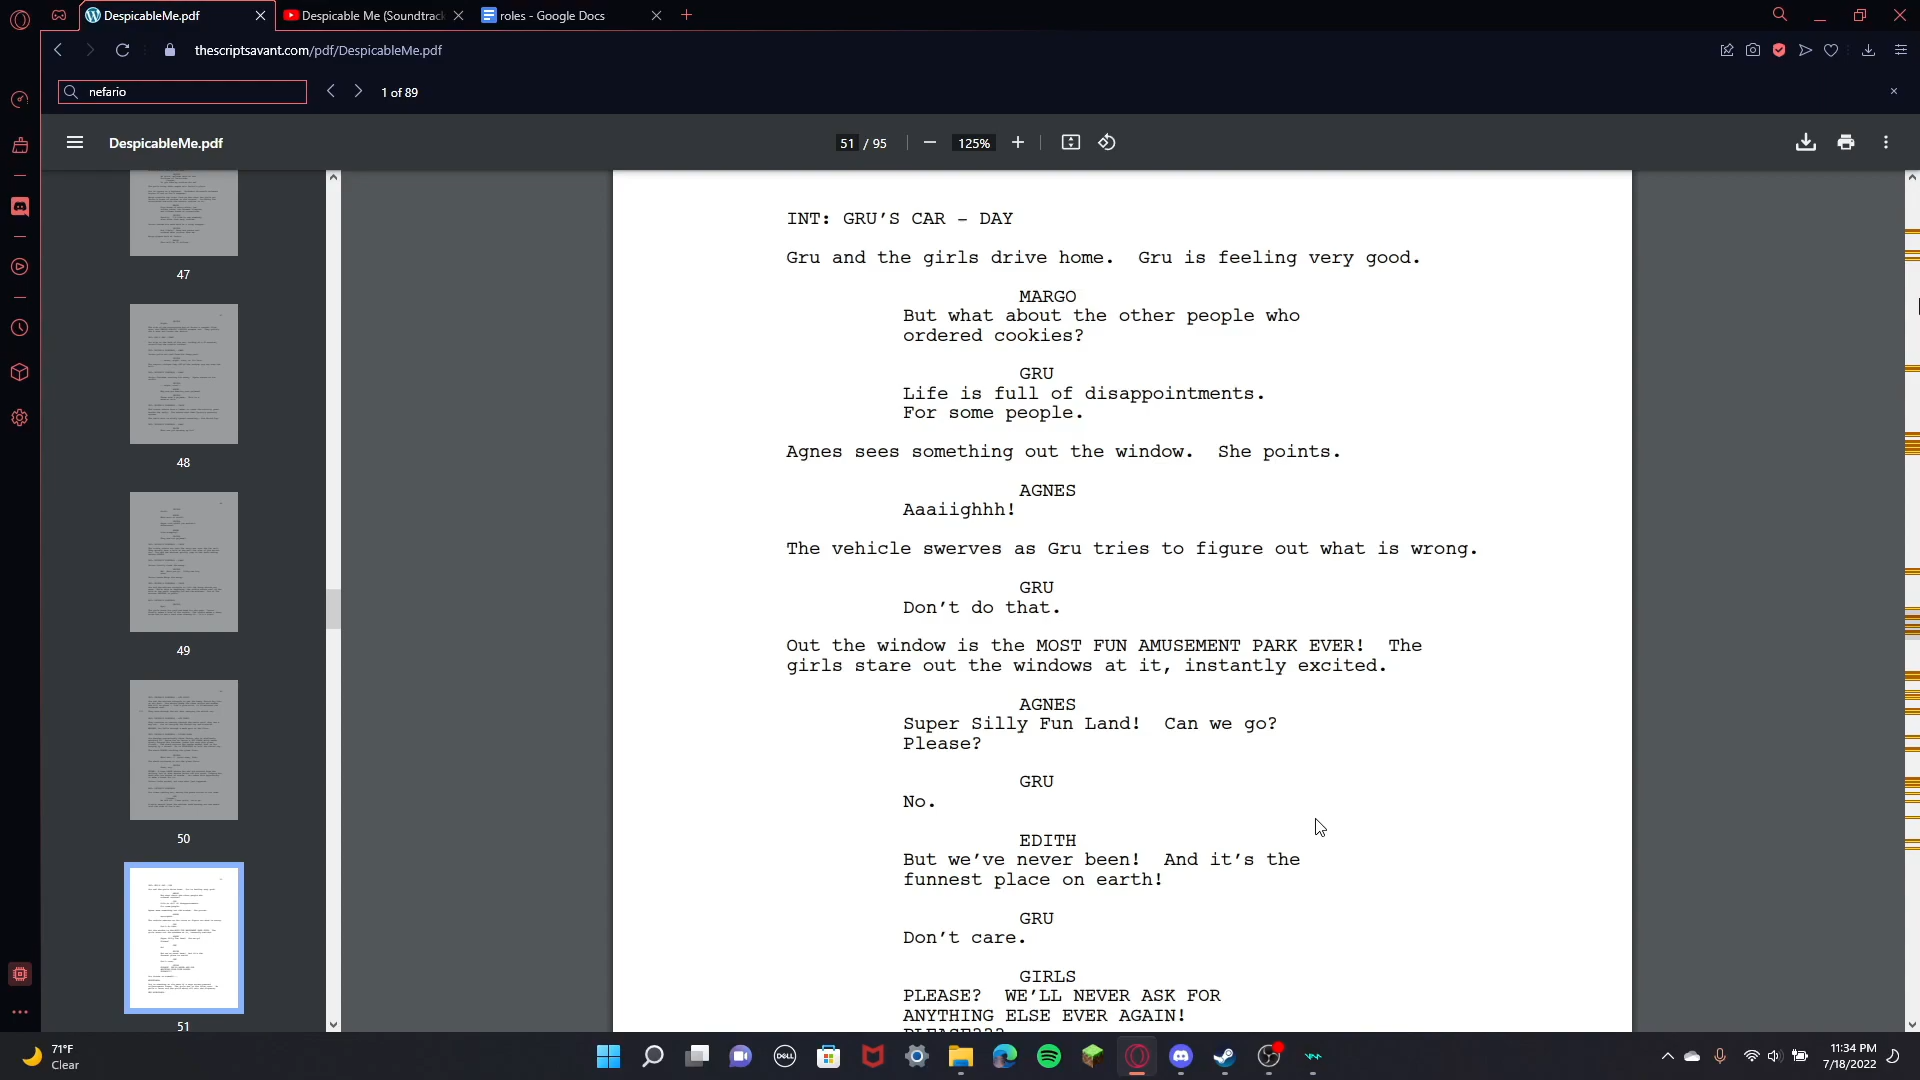 DespicableMe.pdf
Despicable Me (Soundtrac
roles - Google Docs
thescriptsavant.com/pdf/DespicableMe.pdf
nefario
1 of 89
DespicableMe.pdf
51 / 95
125%
47
48
49
50
51
INT: GRU'S CAR – DAY
Gru and the girls drive home. Gru is feeling very good.
MARGO
But what about the other people who
ordered cookies?
GRU
Life is full of disappointments.
For some people.
Agnes sees something out the window. She points.
AGNES
Aaaiighhh!
The vehicle swerves as Gru tries to figure out what is wrong.
GRU
Don't do that.
Out the window is the MOST FUN AMUSEMENT PARK EVER! The
girls stare out the windows at it, instantly excited.
AGNES
Super Silly Fun Land! Can we go?
Please?
GRU
No.
EDITH
But we've never been! And it's the
funnest place on earth!
GRU
Don't care.
GIRLS
PLEASE? WE'LL NEVER ASK FOR
ANYTHING ELSE EVER AGAIN!
PLEASE???
71°F
Clear
DELL
11:34 PM
7/18/2022